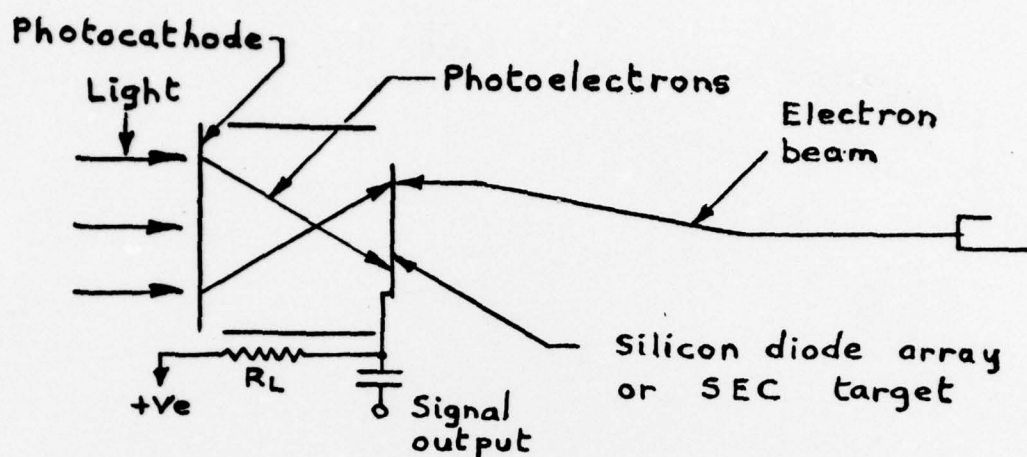 Photocathode
Light
Photoelectrons
Electron
beam
Silicon diode array
or SEC target
RL
+Ve
Signal
output